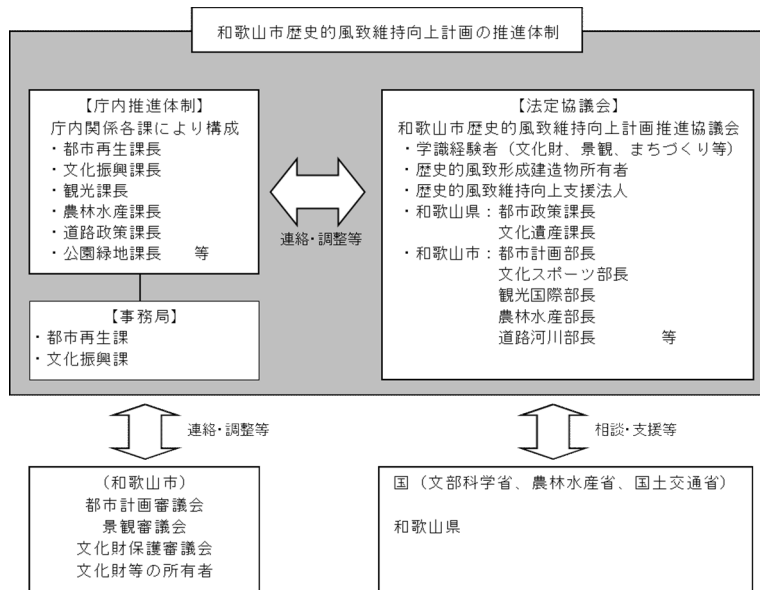 和歌山市歴史的風致維持向上計画の推進体制
【庁内推進体制】
庁内関係各課により構成
・都市再生課長
・文化振興課長
・観光課長
・農林水産課長
・道路政策課長
・公園緑地課長　　等
【事務局】
・都市再生課
・文化振興課
連絡・調整等
【法定協議会】
和歌山市歴史的風致維持向上計画推進協議会
・学識経験者（文化財、景観、まちづくり等）
・歴史的風致形成建造物所有者
・歴史的風致維持向上支援法人
・和歌山県：都市政策課長
文化遺産課長
・和歌山市：都市計画部長
文化スポーツ部長
観光国際部長
農林水産部長
道路河川部長　　　等
連絡・調整等
相談・支援等
（和歌山市）
都市計画審議会
景観審議会
文化財保護審議会
文化財等の所有者
国（文部科学省、農林水産省、国土交通省）
和歌山県